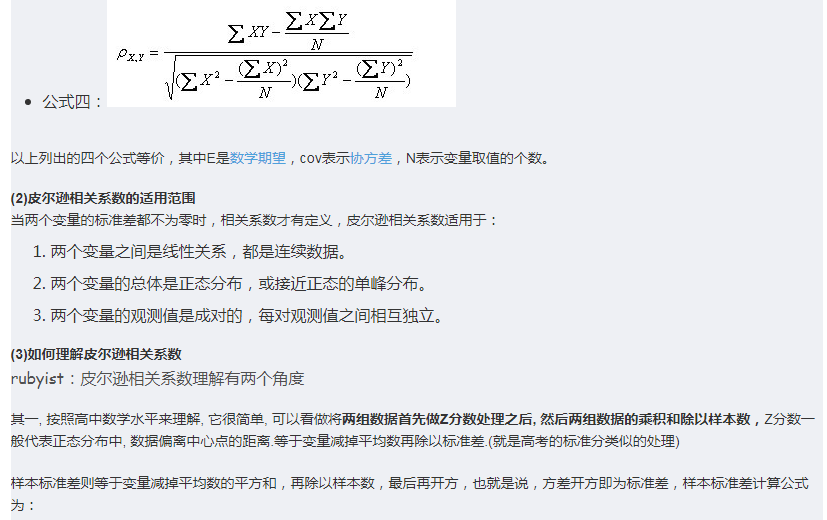 公式四：
ρX,Y = (∑XY − ∑X∑Y/N) / √((∑X² − (∑X)²/N)(∑Y² − (∑Y)²/N))
以上列出的四个公式等价，其中E是数学期望，cov表示协方差，N表示变量取值的个数。
(2)皮尔逊相关系数的适用范围
当两个变量的标准差都不为零时，相关系数才有定义，皮尔逊相关系数适用于：
1. 两个变量之间是线性关系，都是连续数据。
2. 两个变量的总体是正态分布，或接近正态的单峰分布。
3. 两个变量的观测值是成对的，每对观测值之间相互独立。
(3)如何理解皮尔逊相关系数
rubyist：皮尔逊相关系数理解有两个角度
其一, 按照高中数学水平来理解, 它很简单, 可以看做将两组数据首先做Z分数处理之后, 然后两组数据的乘积和除以样本数，Z分数一
般代表正态分布中, 数据偏离中心点的距离.等于变量减掉平均数再除以标准差.(就是高考的标准分类似的处理)
样本标准差则等于变量减掉平均数的平方和，再除以样本数，最后再开方，也就是说，方差开方即为标准差，样本标准差计算公式
为：